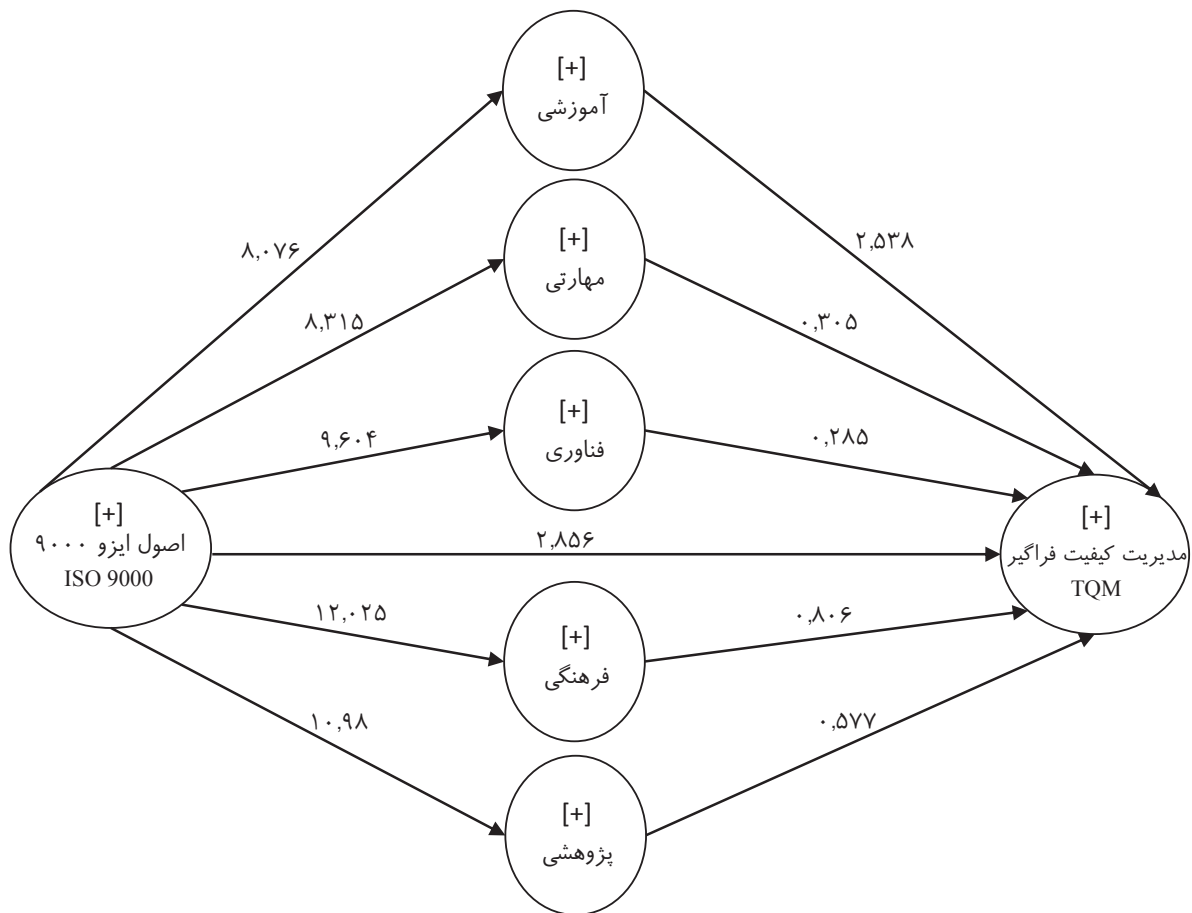 [+]
آموزشی
۸,۰۷۶
۲,۵۳۸
[+]
مهارتی
۸,۳۱۵
۰,۳۰۵
[+]
فناوری
۹,۶۰۴
۰,۲۸۵
[+]
اصول ایزو ۹۰۰۰
ISO 9000
۲,۸۵۶
[+]
مدیریت کیفیت فراگیر
TQM
۱۲,۰۲۵
۰,۸۰۶
[+]
فرهنگی
۱۰,۹۸
۰,۵۷۷
[+]
پژوهشی